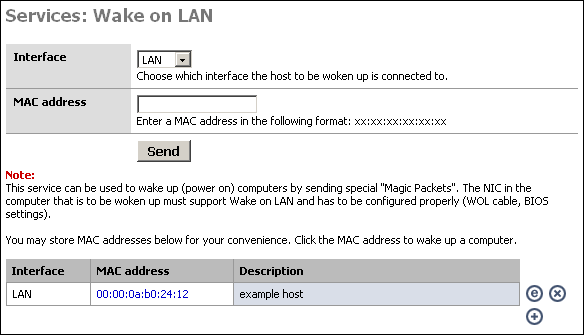 Services: Wake on LAN
Interface
LAN
Choose which interface the host to be woken up is connected to.
MAC address
Enter a MAC address in the following format: xx:xx:xx:xx:xx:xx
Send
Note:
This service can be used to wake up (power on) computers by sending special "Magic Packets". The NIC in the
computer that is to be woken up must support Wake on LAN and has to be configured properly (WOL cable, BIOS
settings).
You may store MAC addresses below for your convenience. Click the MAC address to wake up a computer.
Interface MAC address Description
LAN 00:00:0a:b0:24:12 example host e x
+